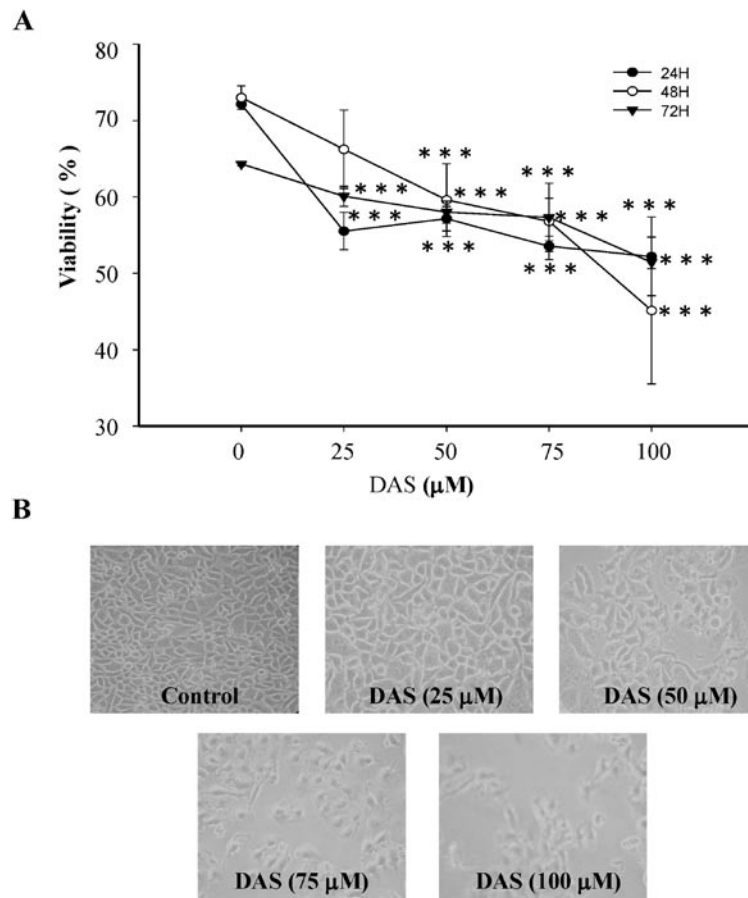 A
80
70
60
50
40
30
Viability ( % )
24H
48H
72H
* * *
* * *
* * *
* * *
* * *
* * *
* * *
* * *
* * *
* * *
* * *
0 25 50 75 100
DAS (μM)
B
Control
DAS (25 μM)
DAS (50 μM)
DAS (75 μM)
DAS (100 μM)